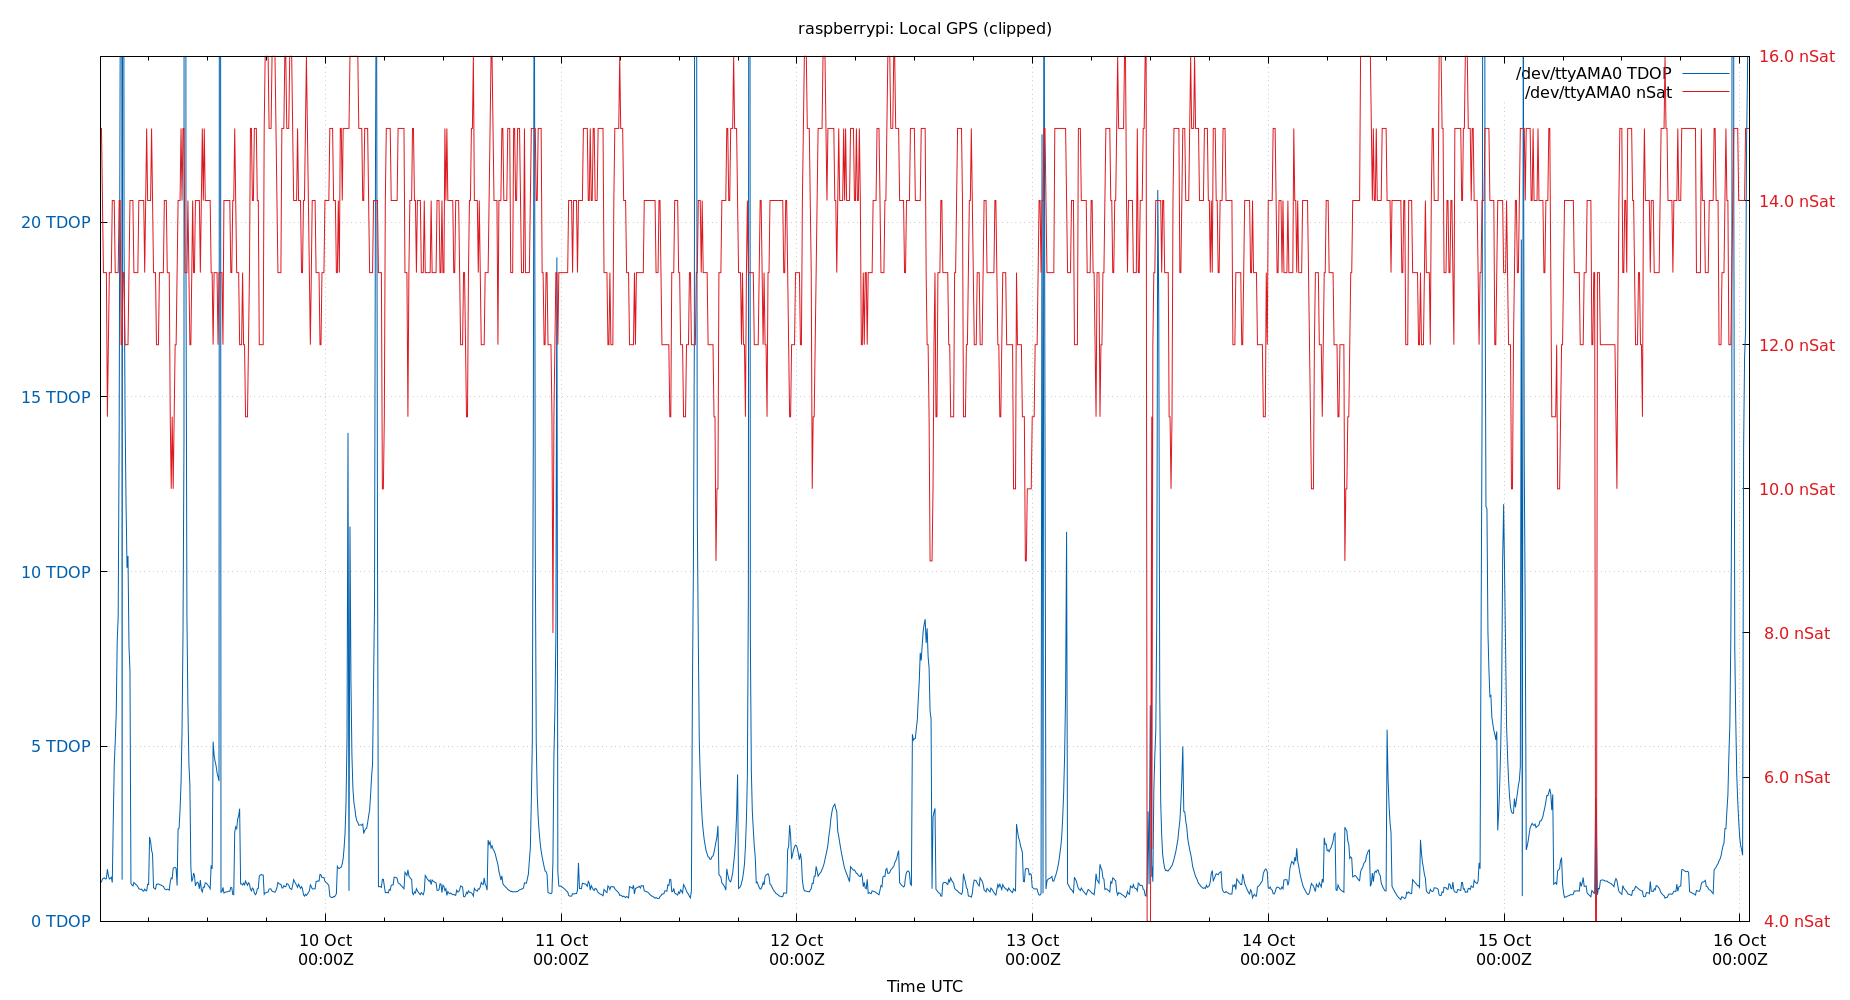 raspberrypi: Local GPS (clipped)
/dev/ttyAMA0 TDOP
/dev/ttyAMA0 nSat
20 TDOP
15 TDOP
10 TDOP
5 TDOP
0 TDOP
16.0 nSat
14.0 nSat
12.0 nSat
10.0 nSat
8.0 nSat
6.0 nSat
4.0 nSat
10 Oct
00:00Z
11 Oct
00:00Z
12 Oct
00:00Z
13 Oct
00:00Z
14 Oct
00:00Z
15 Oct
00:00Z
16 Oct
00:00Z
Time UTC